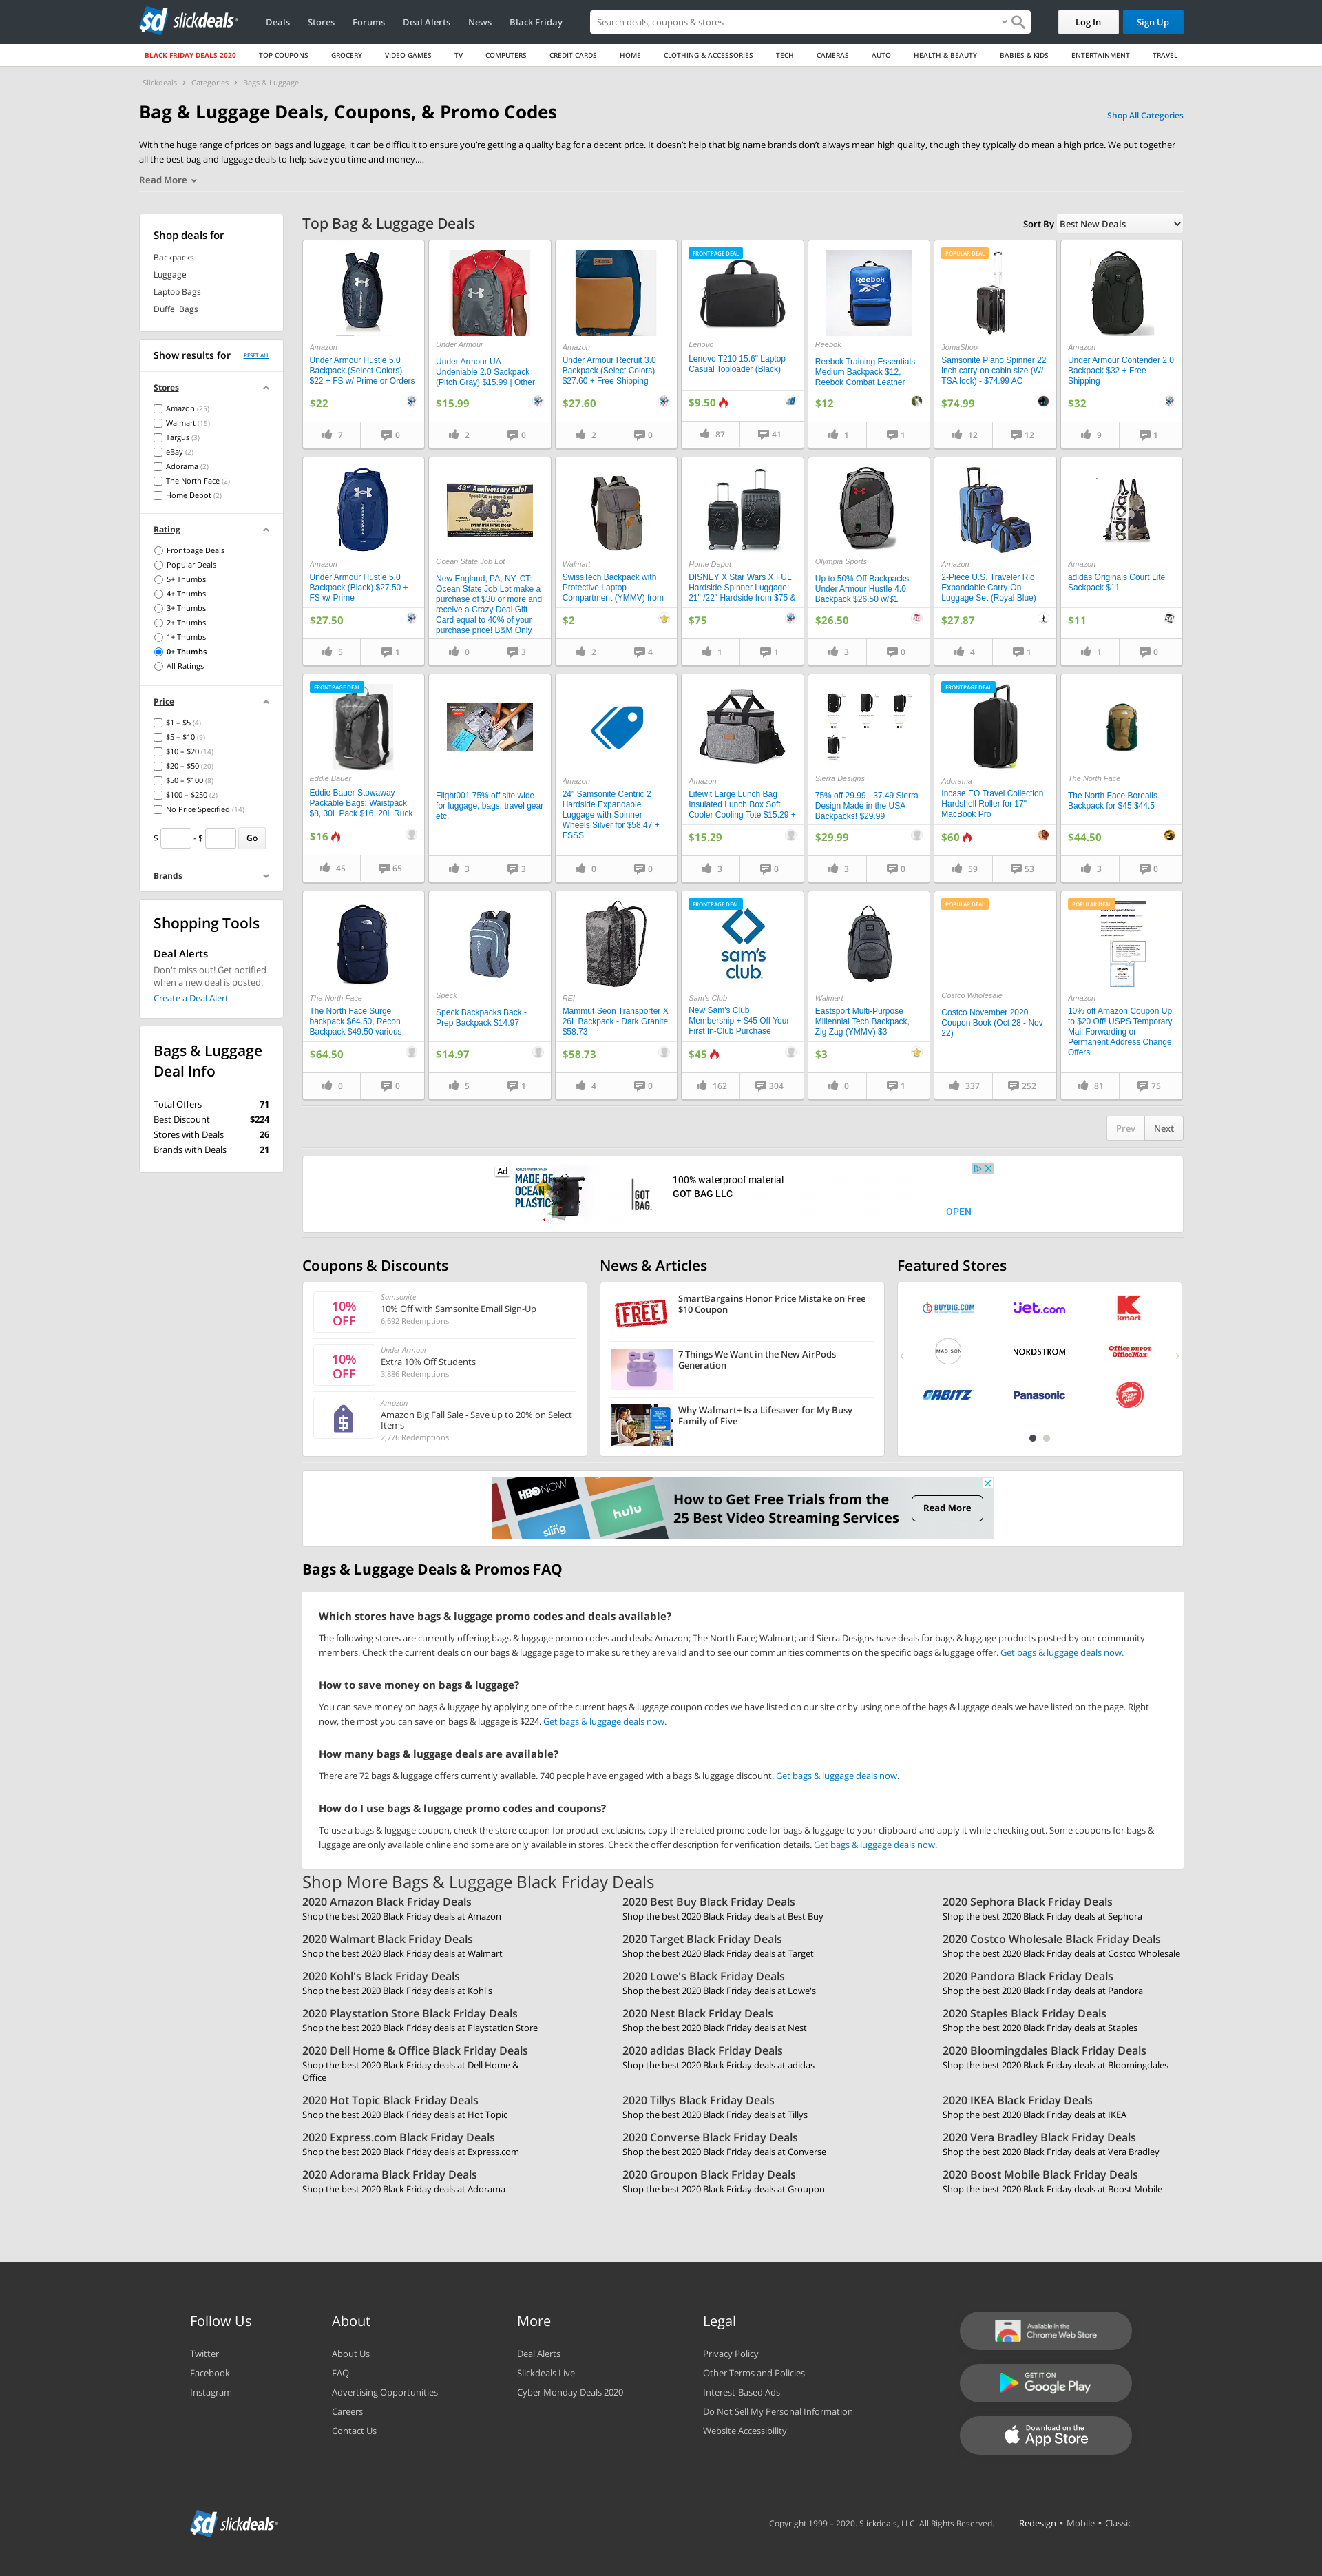 slickdeals
Deals Stores Forums Deal Alerts News Black Friday
Search deals, coupons & stores
Log In
Sign Up
BLACK FRIDAY DEALS 2020 TOP COUPONS GROCERY VIDEO GAMES TV COMPUTERS CREDIT CARDS HOME CLOTHING & ACCESSORIES TECH CAMERAS AUTO HEALTH & BEAUTY BABIES & KIDS ENTERTAINMENT TRAVEL
Slickdeals > Categories > Bags & Luggage
Bag & Luggage Deals, Coupons, & Promo Codes
Shop All Categories
With the huge range of prices on bags and luggage, it can be difficult to ensure you're getting a quality bag for a decent price. It doesn't help that big name brands don't always mean high quality, though they typically do mean a high price. We put together
all the best bag and luggage deals to help save you time and money....
Read More
Shop deals for
Backpacks
Luggage
Laptop Bags
Duffel Bags
Show results for RESET ALL
Stores
Amazon (25)
Walmart (15)
Targus (3)
eBay (2)
Adorama (2)
The North Face (2)
Home Depot (2)
Rating
Frontpage Deals
Popular Deals
5+ Thumbs
4+ Thumbs
3+ Thumbs
2+ Thumbs
1+ Thumbs
0+ Thumbs
All Ratings
Price
$1 – $5 (4)
$5 – $10 (9)
$10 – $20 (14)
$20 – $50 (20)
$50 – $100 (8)
$100 – $250 (2)
No Price Specified (14)
$ - $ Go
Brands
Shopping Tools
Deal Alerts
Don't miss out! Get notified
when a new deal is posted.
Create a Deal Alert
Bags & Luggage
Deal Info
Total Offers 71
Best Discount $224
Stores with Deals 26
Brands with Deals 21
Top Bag & Luggage Deals
Sort By Best New Deals
Amazon
Under Armour Hustle 5.0
Backpack (Select Colors)
$22 + FS w/ Prime or Orders
$22
7 0
Under Armour
Under Armour UA
Undeniable 2.0 Sackpack
(Pitch Gray) $15.99 | Other
$15.99
2 0
Amazon
Under Armour Recruit 3.0
Backpack (Select Colors)
$27.60 + Free Shipping
$27.60
2 0
FRONTPAGE DEAL
Lenovo
Lenovo T210 15.6" Laptop
Casual Toploader (Black)
$9.50
87 41
Reebok
Reebok
Reebok Training Essentials
Medium Backpack $12,
Reebok Combat Leather
$12
1 1
POPULAR DEAL
JomaShop
Samsonite Plano Spinner 22
inch carry-on cabin size (W/
TSA lock) - $74.99 AC
$74.99
12 12
Amazon
Under Armour Contender 2.0
Backpack $32 + Free
Shipping
$32
9 1
Amazon
Under Armour Hustle 5.0
Backpack (Black) $27.50 +
FS w/ Prime
$27.50
5 1
43rd Anniversary Sale!
40%
Ocean State Job Lot
New England, PA, NY, CT:
Ocean State Job Lot make a
purchase of $30 or more and
receive a Crazy Deal Gift
Card equal to 40% of your
purchase price! B&M Only
0 3
Walmart
SwissTech Backpack with
Protective Laptop
Compartment (YMMV) from
$2
2 4
Home Depot
DISNEY X Star Wars X FUL
Hardside Spinner Luggage:
21" /22" Hardside from $75 &
$75
1 1
Olympia Sports
Up to 50% Off Backpacks:
Under Armour Hustle 4.0
Backpack $26.50 w/$1
$26.50
3 0
Amazon
2-Piece U.S. Traveler Rio
Expandable Carry-On
Luggage Set (Royal Blue)
$27.87
4 1
adidas
Amazon
adidas Originals Court Lite
Sackpack $11
$11
1 0
FRONTPAGE DEAL
Eddie Bauer
Eddie Bauer Stowaway
Packable Bags: Waistpack
$8, 30L Pack $16, 20L Ruck
$16
45 65
Flight001 75% off site wide
for luggage, bags, travel gear
etc.
3 3
Amazon
24" Samsonite Centric 2
Hardside Expandable
Luggage with Spinner
Wheels Silver for $58.47 +
FSSS
0 0
Amazon
Lifewit Large Lunch Bag
Insulated Lunch Box Soft
Cooler Cooling Tote $15.29 +
$15.29
3 0
Sierra Designs
75% off 29.99 - 37.49 Sierra
Design Made in the USA
Backpacks! $29.99
$29.99
3 0
FRONTPAGE DEAL
Adorama
Incase EO Travel Collection
Hardshell Roller for 17"
MacBook Pro
$60
59 53
The North Face
The North Face Borealis
Backpack for $45 $44.5
$44.50
3 0
The North Face
The North Face Surge
backpack $64.50, Recon
Backpack $49.50 various
$64.50
0 0
Speck
Speck Backpacks Back -
Prep Backpack $14.97
$14.97
5 1
REI
Mammut Seon Transporter X
26L Backpack - Dark Granite
$58.73
$58.73
4 0
FRONTPAGE DEAL
sam's
club
Sam's Club
New Sam's Club
Membership + $45 Off Your
First In-Club Purchase
$45
162 304
Walmart
Eastsport Multi-Purpose
Millennial Tech Backpack,
Zig Zag (YMMV) $3
$3
0 1
POPULAR DEAL
Costco Wholesale
Costco November 2020
Coupon Book (Oct 28 - Nov
22)
337 252
POPULAR DEAL
Amazon
10% off Amazon Coupon Up
to $20 Off! USPS Temporary
Mail Forwarding or
Permanent Address Change
Offers
81 75
Prev Next
Ad
MADE OF
OCEAN
PLASTIC
GOT
BAG.
100% waterproof material
GOT BAG LLC
OPEN
Coupons & Discounts
10%
OFF
Samsonite
10% Off with Samsonite Email Sign-Up
6,692 Redemptions
10%
OFF
Under Armour
Extra 10% Off Students
3,886 Redemptions
$
Amazon
Amazon Big Fall Sale - Save up to 20% on Select
Items
2,776 Redemptions
News & Articles
FREE
SmartBargains Honor Price Mistake on Free
$10 Coupon
7 Things We Want in the New AirPods
Generation
Why Walmart+ Is a Lifesaver for My Busy
Family of Five
Featured Stores
BUYDIG.COM
jet.com
kmart
MADISON
NORDSTROM
Office DEPOT
OfficeMax
ORBITZ
Panasonic
Pizza Hut
HBO NOW
sling
hulu
How to Get Free Trials from the
25 Best Video Streaming Services
Read More
Bags & Luggage Deals & Promos FAQ
Which stores have bags & luggage promo codes and deals available?
The following stores are currently offering bags & luggage promo codes and deals: Amazon; The North Face; Walmart; and Sierra Designs have deals for bags & luggage products posted by our community
members. Check the current deals on our bags & luggage page to make sure they are valid and to see our communities comments on the specific bags & luggage offer. Get bags & luggage deals now.
How to save money on bags & luggage?
You can save money on bags & luggage by applying one of the current bags & luggage coupon codes we have listed on our site or by using one of the bags & luggage deals we have listed on the page. Right
now, the most you can save on bags & luggage is $224. Get bags & luggage deals now.
How many bags & luggage deals are available?
There are 72 bags & luggage offers currently available. 740 people have engaged with a bags & luggage discount. Get bags & luggage deals now.
How do I use bags & luggage promo codes and coupons?
To use a bags & luggage coupon, check the store coupon for product exclusions, copy the related promo code for bags & luggage to your clipboard and apply it while checking out. Some coupons for bags &
luggage are only available online and some are only available in stores. Check the offer description for verification details. Get bags & luggage deals now.
Shop More Bags & Luggage Black Friday Deals
2020 Amazon Black Friday Deals
Shop the best 2020 Black Friday deals at Amazon
2020 Best Buy Black Friday Deals
Shop the best 2020 Black Friday deals at Best Buy
2020 Sephora Black Friday Deals
Shop the best 2020 Black Friday deals at Sephora
2020 Walmart Black Friday Deals
Shop the best 2020 Black Friday deals at Walmart
2020 Target Black Friday Deals
Shop the best 2020 Black Friday deals at Target
2020 Costco Wholesale Black Friday Deals
Shop the best 2020 Black Friday deals at Costco Wholesale
2020 Kohl's Black Friday Deals
Shop the best 2020 Black Friday deals at Kohl's
2020 Lowe's Black Friday Deals
Shop the best 2020 Black Friday deals at Lowe's
2020 Pandora Black Friday Deals
Shop the best 2020 Black Friday deals at Pandora
2020 Playstation Store Black Friday Deals
Shop the best 2020 Black Friday deals at Playstation Store
2020 Nest Black Friday Deals
Shop the best 2020 Black Friday deals at Nest
2020 Staples Black Friday Deals
Shop the best 2020 Black Friday deals at Staples
2020 Dell Home & Office Black Friday Deals
Shop the best 2020 Black Friday deals at Dell Home &
Office
2020 adidas Black Friday Deals
Shop the best 2020 Black Friday deals at adidas
2020 Bloomingdales Black Friday Deals
Shop the best 2020 Black Friday deals at Bloomingdales
2020 Hot Topic Black Friday Deals
Shop the best 2020 Black Friday deals at Hot Topic
2020 Tillys Black Friday Deals
Shop the best 2020 Black Friday deals at Tillys
2020 IKEA Black Friday Deals
Shop the best 2020 Black Friday deals at IKEA
2020 Express.com Black Friday Deals
Shop the best 2020 Black Friday deals at Express.com
2020 Converse Black Friday Deals
Shop the best 2020 Black Friday deals at Converse
2020 Vera Bradley Black Friday Deals
Shop the best 2020 Black Friday deals at Vera Bradley
2020 Adorama Black Friday Deals
Shop the best 2020 Black Friday deals at Adorama
2020 Groupon Black Friday Deals
Shop the best 2020 Black Friday deals at Groupon
2020 Boost Mobile Black Friday Deals
Shop the best 2020 Black Friday deals at Boost Mobile
Follow Us
Twitter
Facebook
Instagram
About
About Us
FAQ
Advertising Opportunities
Careers
Contact Us
More
Deal Alerts
Slickdeals Live
Cyber Monday Deals 2020
Legal
Privacy Policy
Other Terms and Policies
Interest-Based Ads
Do Not Sell My Personal Information
Website Accessibility
Available in the
Chrome Web Store
GET IT ON
Google Play
Download on the
App Store
slickdeals
Copyright 1999 – 2020. Slickdeals, LLC. All Rights Reserved.
Redesign • Mobile • Classic